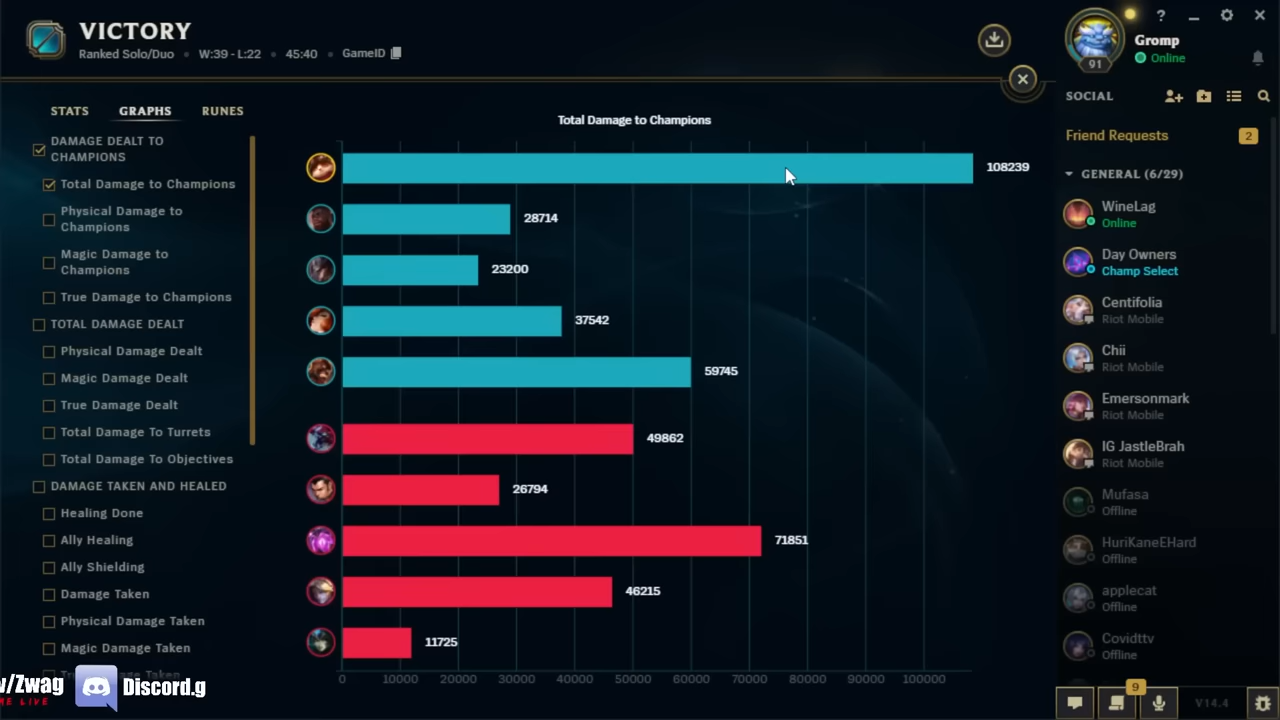 VICTORY
Ranked Solo/Duo • W:39 - L:22 • 45:40 • GameID
?
Gromp
91
Online
STATS
GRAPHS
RUNES
DAMAGE DEALT TO
CHAMPIONS
Total Damage to Champions
Physical Damage to
Champions
Magic Damage to
Champions
True Damage to Champions
TOTAL DAMAGE DEALT
Physical Damage Dealt
Magic Damage Dealt
True Damage Dealt
Total Damage To Turrets
Total Damage To Objectives
DAMAGE TAKEN AND HEALED
Healing Done
Ally Healing
Ally Shielding
Damage Taken
Physical Damage Taken
Magic Damage Taken
Total Damage to Champions
108239
28714
23200
37542
59745
49862
26794
71851
46215
11725
0 10000 20000 30000 40000 50000 60000 70000 80000 90000 100000
SOCIAL
Friend Requests 2
GENERAL (6/29)
WineLag
Online
Day Owners
Champ Select
Centifolia
Riot Mobile
Chii
Riot Mobile
Emersonmark
Riot Mobile
IG JastleBrah
Riot Mobile
Mufasa
Offline
HuriKaneEHard
Offline
applecat
Offline
Covidttv
Offline
9
V14.4
v/Zwag
ME LIVE
Discord.g